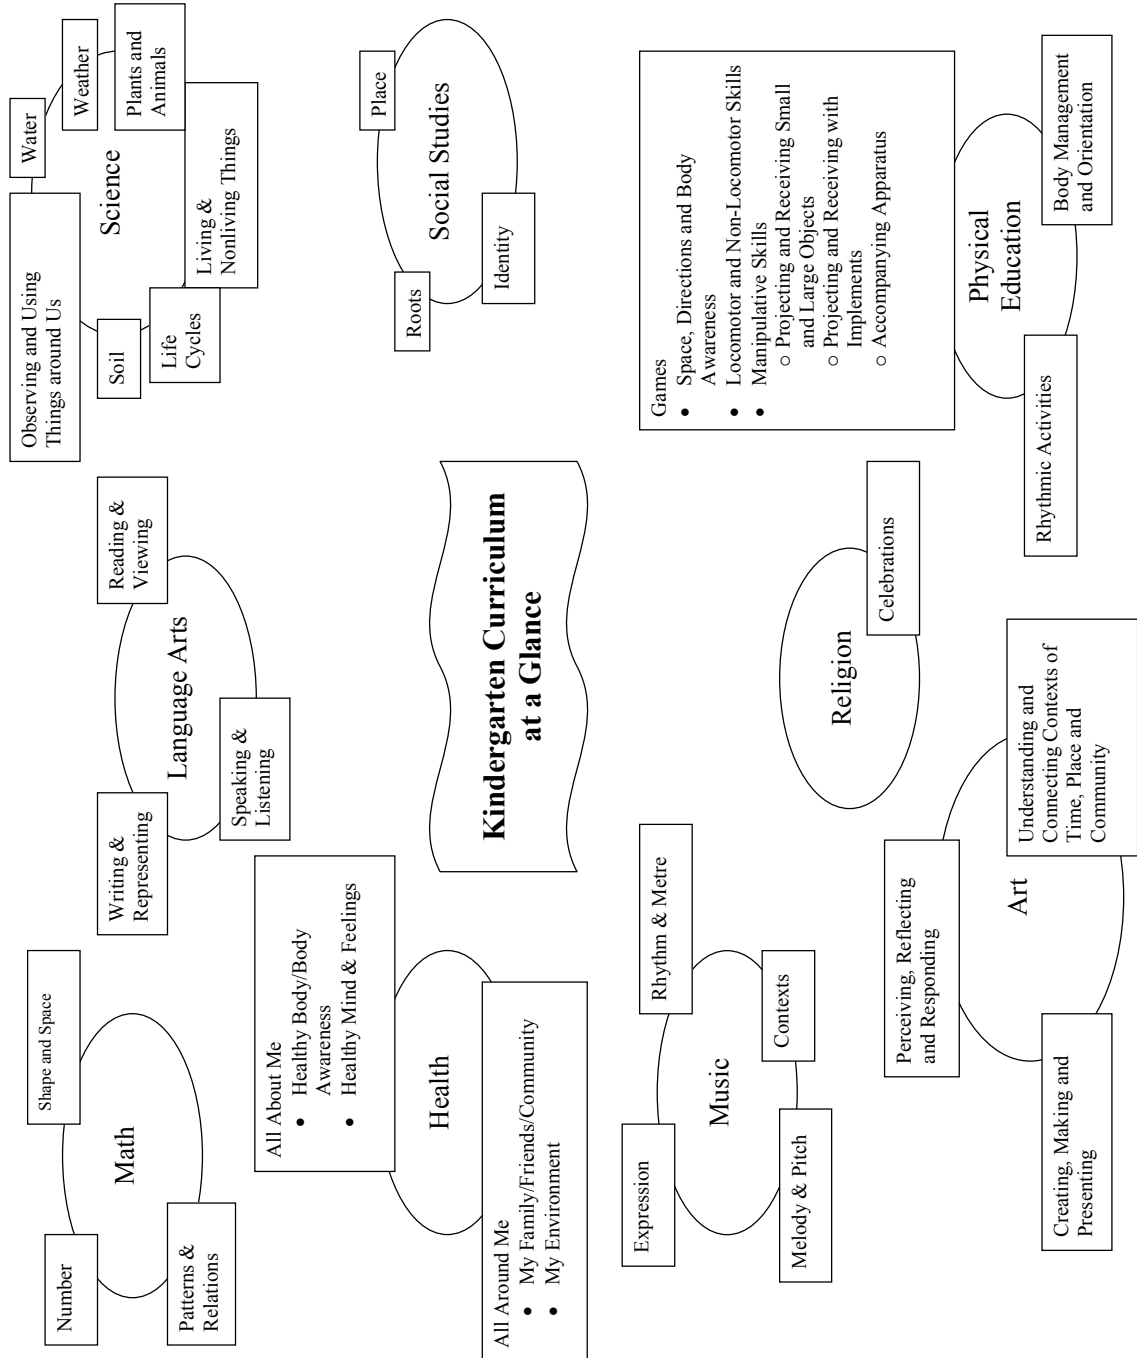 Number
Shape and Space
Math
Patterns &
Relations
Writing &
Representing
Reading &
Viewing
Language Arts
Speaking &
Listening
Observing and Using
Things around Us
Water
Weather
Science
Plants and
Animals
Soil
Life
Cycles
Living &
Nonliving Things
All About Me
• Healthy Body/Body
Awareness
• Healthy Mind & Feelings
Health
All Around Me
• My Family/Friends/Community
• My Environment
Kindergarten Curriculum
at a Glance
Roots
Place
Social Studies
Identity
Expression
Rhythm & Metre
Music
Melody & Pitch
Contexts
Religion
Celebrations
Games
• Space, Directions and Body
Awareness
• Locomotor and Non-Locomotor Skills
• Manipulative Skills
○ Projecting and Receiving Small
and Large Objects
○ Projecting and Receiving with
Implements
○ Accompanying Apparatus
Physical
Education
Rhythmic Activities
Body Management
and Orientation
Perceiving, Reflecting
and Responding
Art
Creating, Making and
Presenting
Understanding and
Connecting Contexts of
Time, Place and
Community